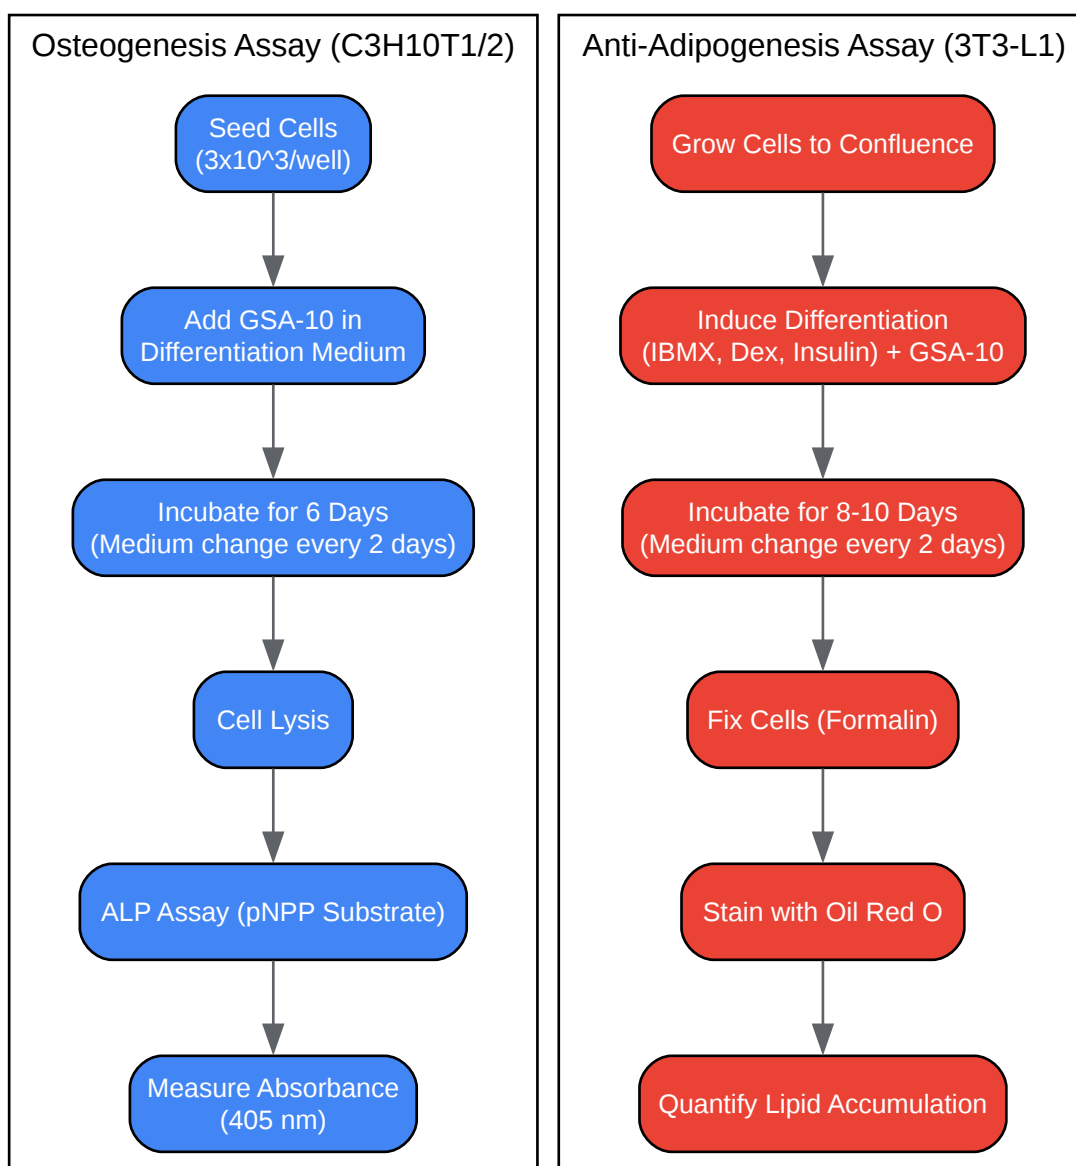 Osteogenesis Assay (C3H10T1/2)
Seed Cells
(3x10^3/well)
Add GSA-10 in
Differentiation Medium
Incubate for 6 Days
(Medium change every 2 days)
Cell Lysis
ALP Assay (pNPP Substrate)
Measure Absorbance
(405 nm)
Anti-Adipogenesis Assay (3T3-L1)
Grow Cells to Confluence
Induce Differentiation
(IBMX, Dex, Insulin) + GSA-10
Incubate for 8-10 Days
(Medium change every 2 days)
Fix Cells (Formalin)
Stain with Oil Red O
Quantify Lipid Accumulation